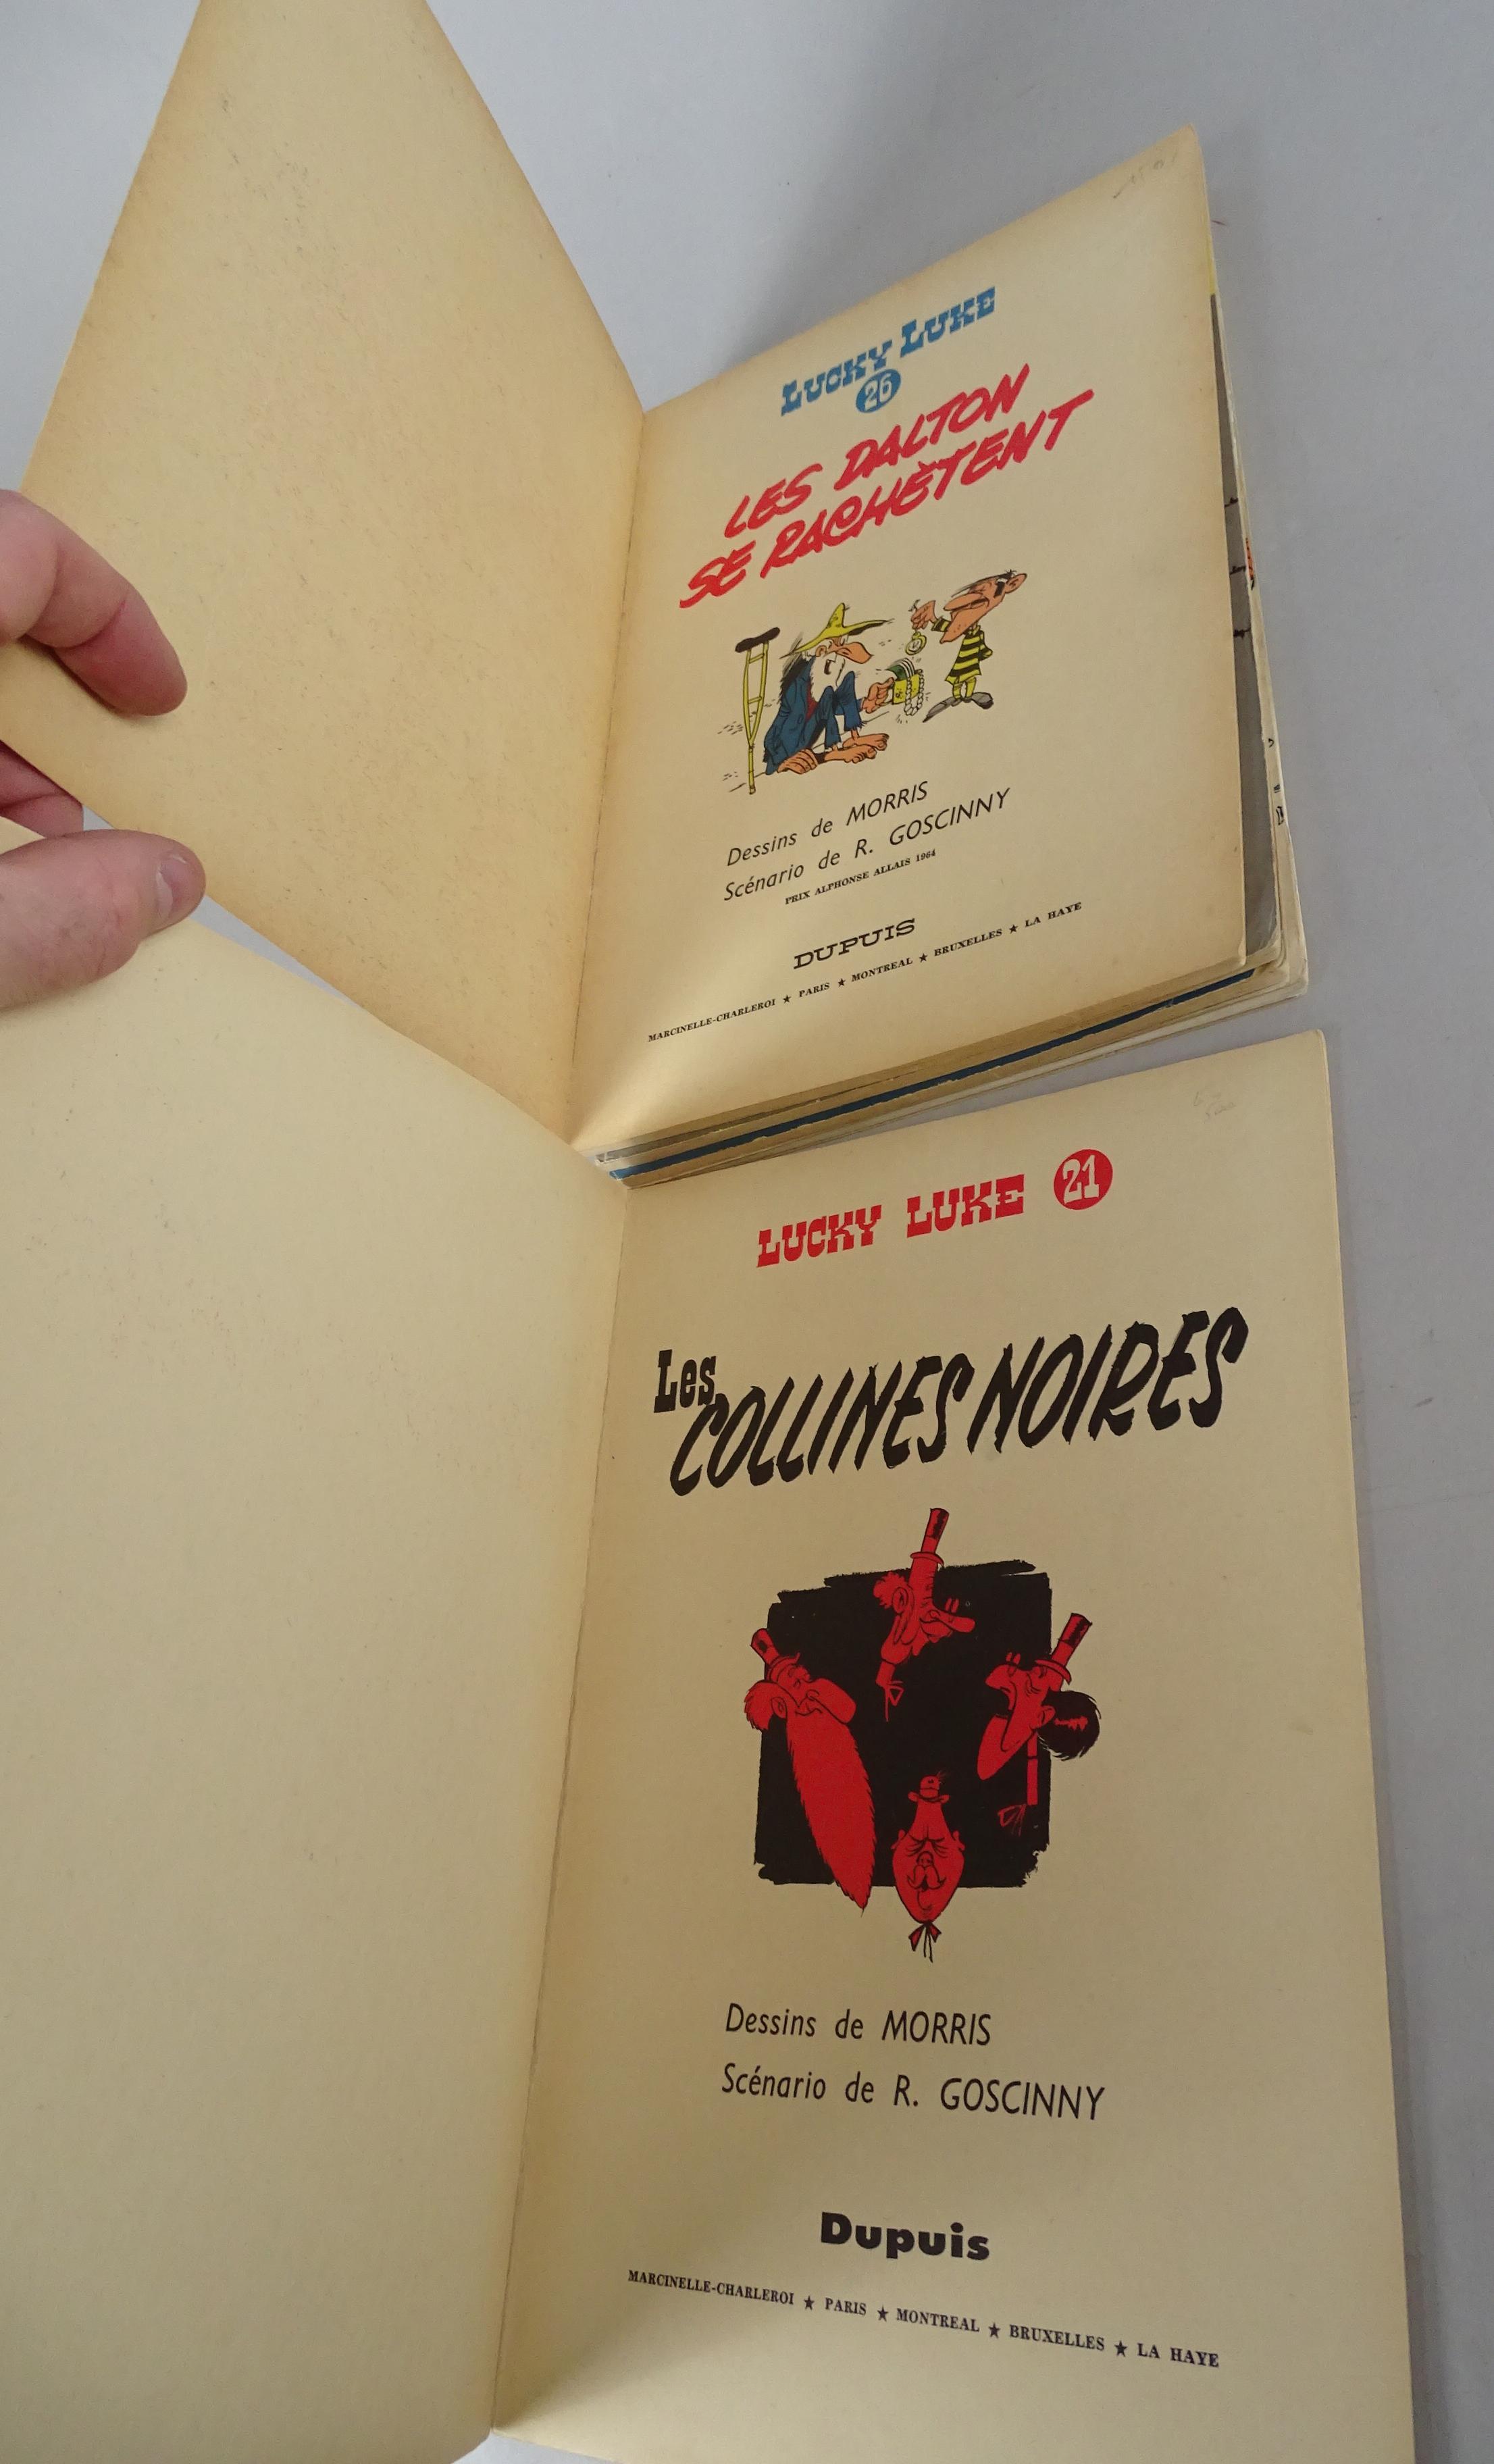 LUCKY LUKE
26
LES DALTON
SE RACHÈTENT
Dessins de MORRIS
Scénario de R. GOSCINNY
PRIX ALPHONSE ALLAIS 1964
DUPUIS
MARCINELLE-CHARLEROI ★ PARIS ★ MONTREAL ★ BRUXELLES ★ LA HAYE
LUCKY LUKE 21
Les
COLLINES NOIRES
Dessins de MORRIS
Scénario de R. GOSCINNY
Dupuis
MARCINELLE-CHARLEROI ★ PARIS ★ MONTREAL ★ BRUXELLES ★ LA HAYE